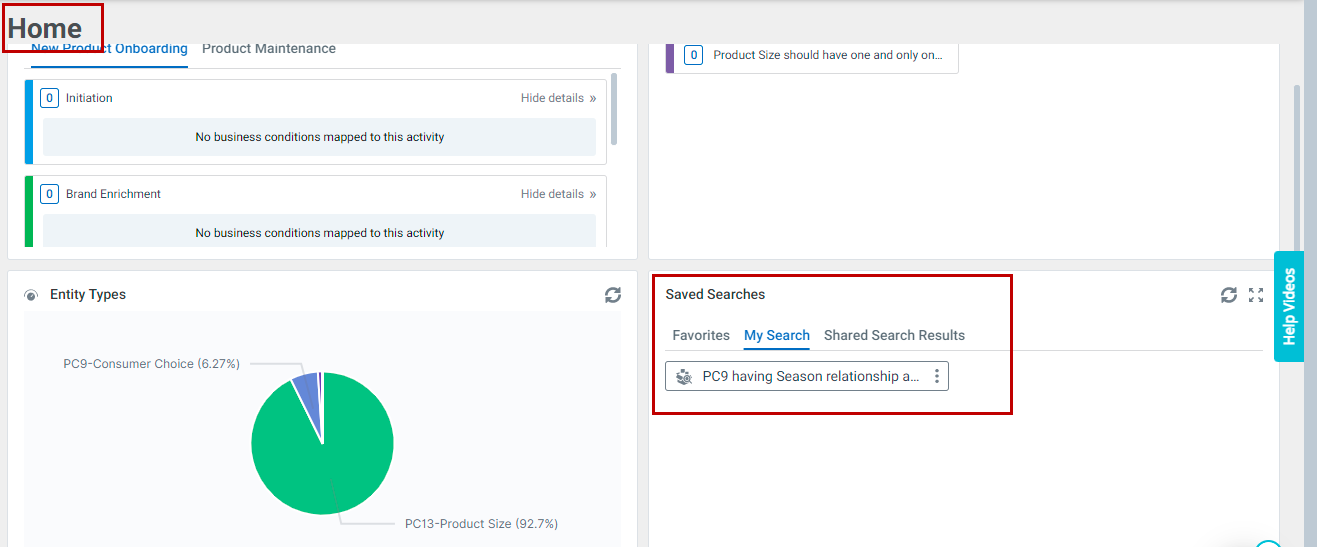 Home
New Product Onboarding
Product Maintenance
0 Initiation
Hide details »
No business conditions mapped to this activity
0 Brand Enrichment
Hide details »
No business conditions mapped to this activity
0 Product Size should have one and only on...
Entity Types
PC9-Consumer Choice (6.27%)
PC13-Product Size (92.7%)
Saved Searches
Favorites
My Search
Shared Search Results
PC9 having Season relationship a...
Help Videos